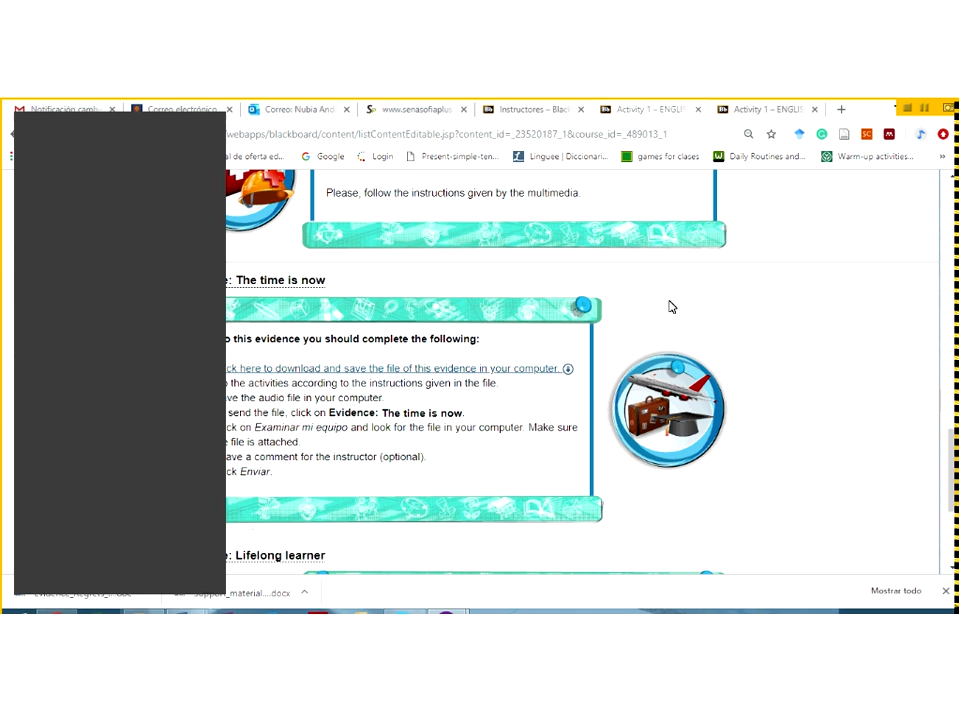 Notificación camb
Correo electrónico
Correo: Nubia And
www.senasofiaplus
Instructores – Blac
Activity 1 – ENGLIS
Activity 1 – ENGLIS
/webapps/blackboard/content/listContentEditable.jsp?content_id=_23520187_1&course_id=_489013_1
al de oferta ed...
Google
Login
Present-simple-ten...
Linguee | Diccionari...
games for clases
Daily Routines and...
Warm-up activities...
»
Please, follow the instructions given by the multimedia.
e: The time is now
o this evidence you should complete the following:
ck here to download and save the file of this evidence in your computer.
o the activities according to the instructions given in the file.
ave the audio file in your computer.
send the file, click on Evidence: The time is now.
ck on Examinar mi equipo and look for the file in your computer. Make sure
e file is attached.
ave a comment for the instructor (optional).
ck Enviar.
e: Lifelong learner
support_material....docx
Mostrar todo